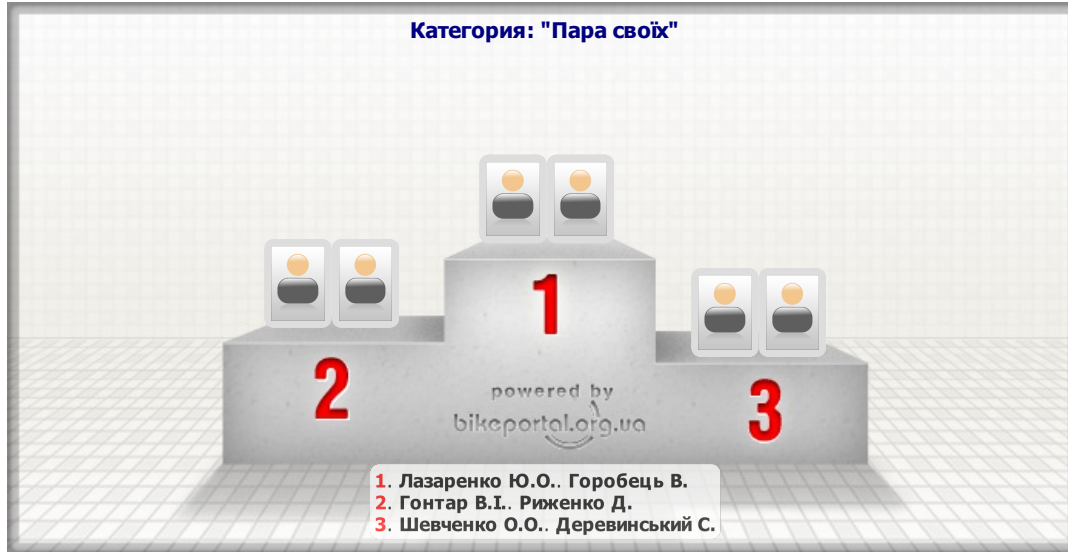 Категория: "Пара своїх"
1
2
3
powered by
bikeportal.org.ua
1. Лазаренко Ю.О.. Горобець В.
2. Гонтар В.І.. Риженко Д.
3. Шевченко О.О.. Деревинський С.